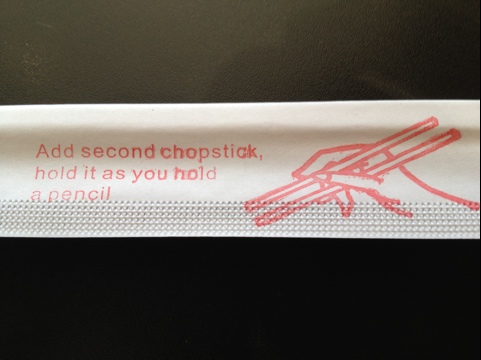 Add second chopstick,
hold it as you hold
a pencil